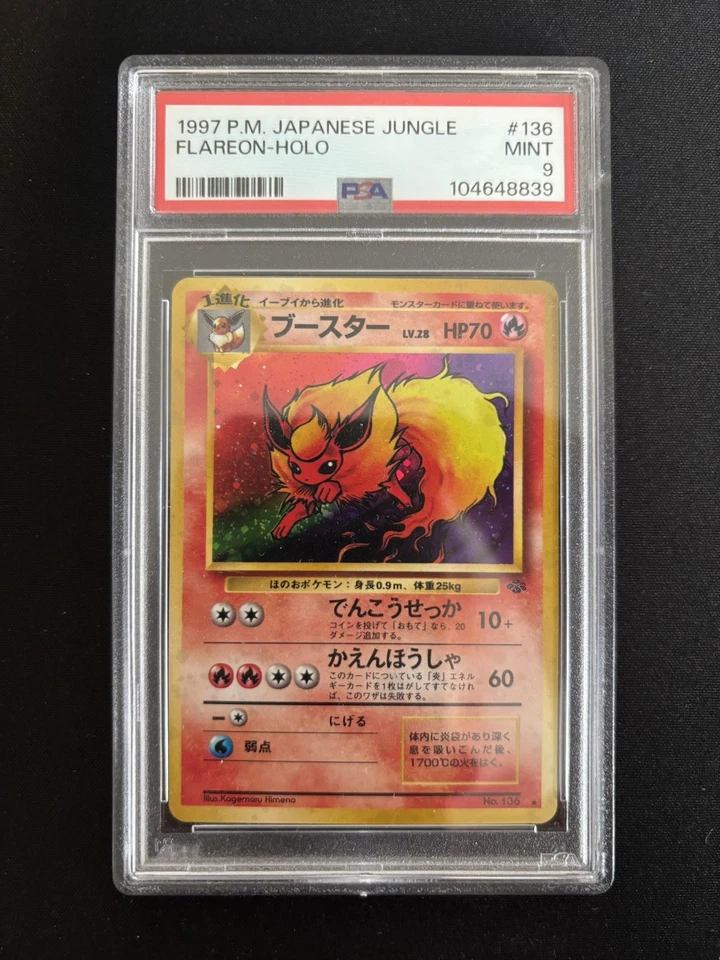 1997 P.M. JAPANESE JUNGLE #136
FLAREON-HOLO MINT
9
PSA 104648839
1進化 イーブイから進化 モンスターカードに重ねて使います。
ブースター LV.28 HP70
ほのおポケモン：身長0.9m、体重25kg
でんこうせっか 10+
コインを投げて「おもて」なら、20
ダメージ追加する。
かえんほうしゃ 60
このカードについている「炎」エネル
ギーカードを1枚はがしてすてなけれ
ば、このワザは失敗する。
にげる
弱点
体内に炎袋があり深く
息を吸いこんだ後、
1700℃の火をはく。
Illus. Kagemaru Himeno No. 136 ★